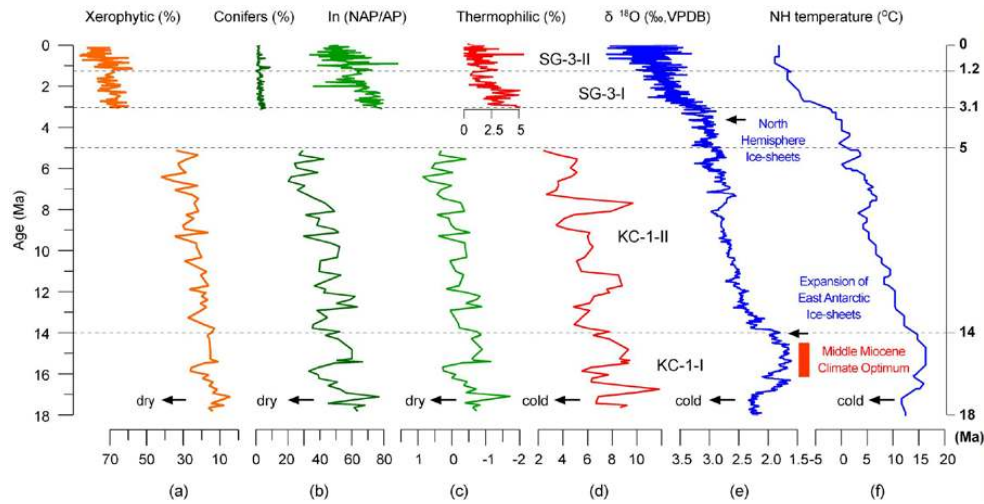 Xerophytic (%) Conifers (%) In (NAP/AP) Thermophilic (%) δ 18O (‰,VPDB) NH temperature (⁰C)
0 0
SG-3-II
1.2
2 SG-3-I
0 2.5 5 3.1
4 North
Hemisphere
Ice-sheets
5
6
8
KC-1-II
10
Age (Ma)
12 Expansion of
East Antarctic
Ice-sheets
14 14
Middle Miocene
Climate Optimum
16 KC-1-I
dry dry dry cold cold cold
18 18
(Ma)
70 50 30 10 0 20 40 60 80 2 1 0 -1 -2 2 4 6 8 10 12 3.5 3.0 2.5 2.0 1.5 -5 0 5 10 15 20
(a) (b) (c) (d) (e) (f)